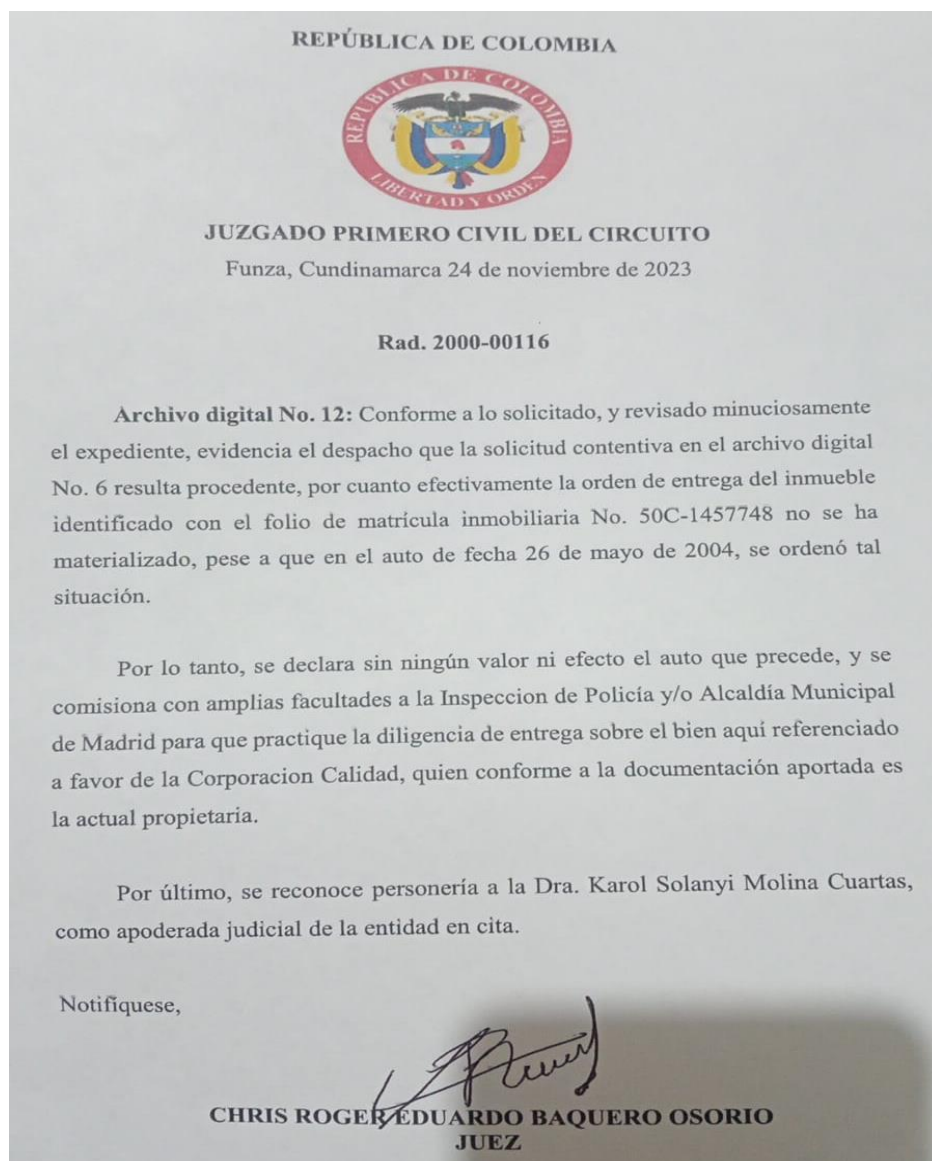 REPÚBLICA DE COLOMBIA
REPUBLICA DE COLOMBIA
LIBERTAD Y ORDEN
JUZGADO PRIMERO CIVIL DEL CIRCUITO
Funza, Cundinamarca 24 de noviembre de 2023
Rad. 2000-00116
Archivo digital No. 12: Conforme a lo solicitado, y revisado minuciosamente
el expediente, evidencia el despacho que la solicitud contentiva en el archivo digital
No. 6 resulta procedente, por cuanto efectivamente la orden de entrega del inmueble
identificado con el folio de matrícula inmobiliaria No. 50C-1457748 no se ha
materializado, pese a que en el auto de fecha 26 de mayo de 2004, se ordenó tal
situación.
Por lo tanto, se declara sin ningún valor ni efecto el auto que precede, y se
comisiona con amplias facultades a la Inspeccion de Policía y/o Alcaldía Municipal
de Madrid para que practique la diligencia de entrega sobre el bien aquí referenciado
a favor de la Corporacion Calidad, quien conforme a la documentación aportada es
la actual propietaria.
Por último, se reconoce personería a la Dra. Karol Solanyi Molina Cuartas,
como apoderada judicial de la entidad en cita.
Notifíquese,
CHRIS ROGER EDUARDO BAQUERO OSORIO
JUEZ